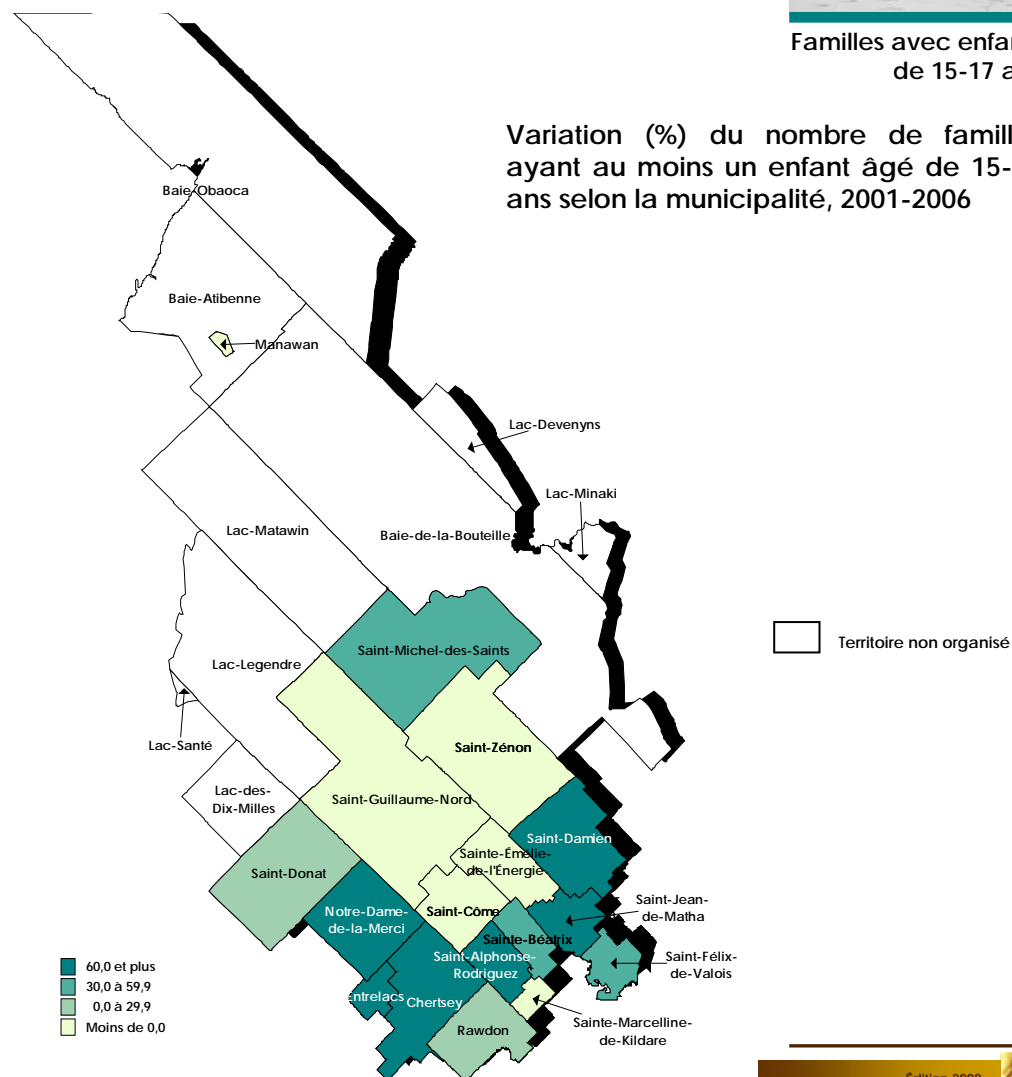 Familles avec enfan
de 15-17 a
Variation (%) du nombre de famill
ayant au moins un enfant âgé de 15-
ans selon la municipalité, 2001-2006
Baie-Obaoca
Baie-Atibenne
Manawan
Lac-Devenyns
Lac-Minaki
Lac-Matawin
Baie-de-la-Bouteille
Territoire non organisé
Saint-Michel-des-Saints
Lac-Legendre
Lac-Santé
Saint-Zénon
Lac-des-
Dix-Milles
Saint-Guillaume-Nord
Saint-Damien
Sainte-Émélie-
de-l'Énergie
Saint-Donat
Saint-Jean-
de-Matha
Notre-Dame-
de-la-Merci
Saint-Côme
Sainte-Béatrix
Saint-Alphonse-
Rodriguez
Saint-Félix-
de-Valois
Entrelacs
Chertsey
Rawdon
Sainte-Marcelline-
de-Kildare
60,0 et plus
30,0 à 59,9
0,0 à 29,9
Moins de 0,0